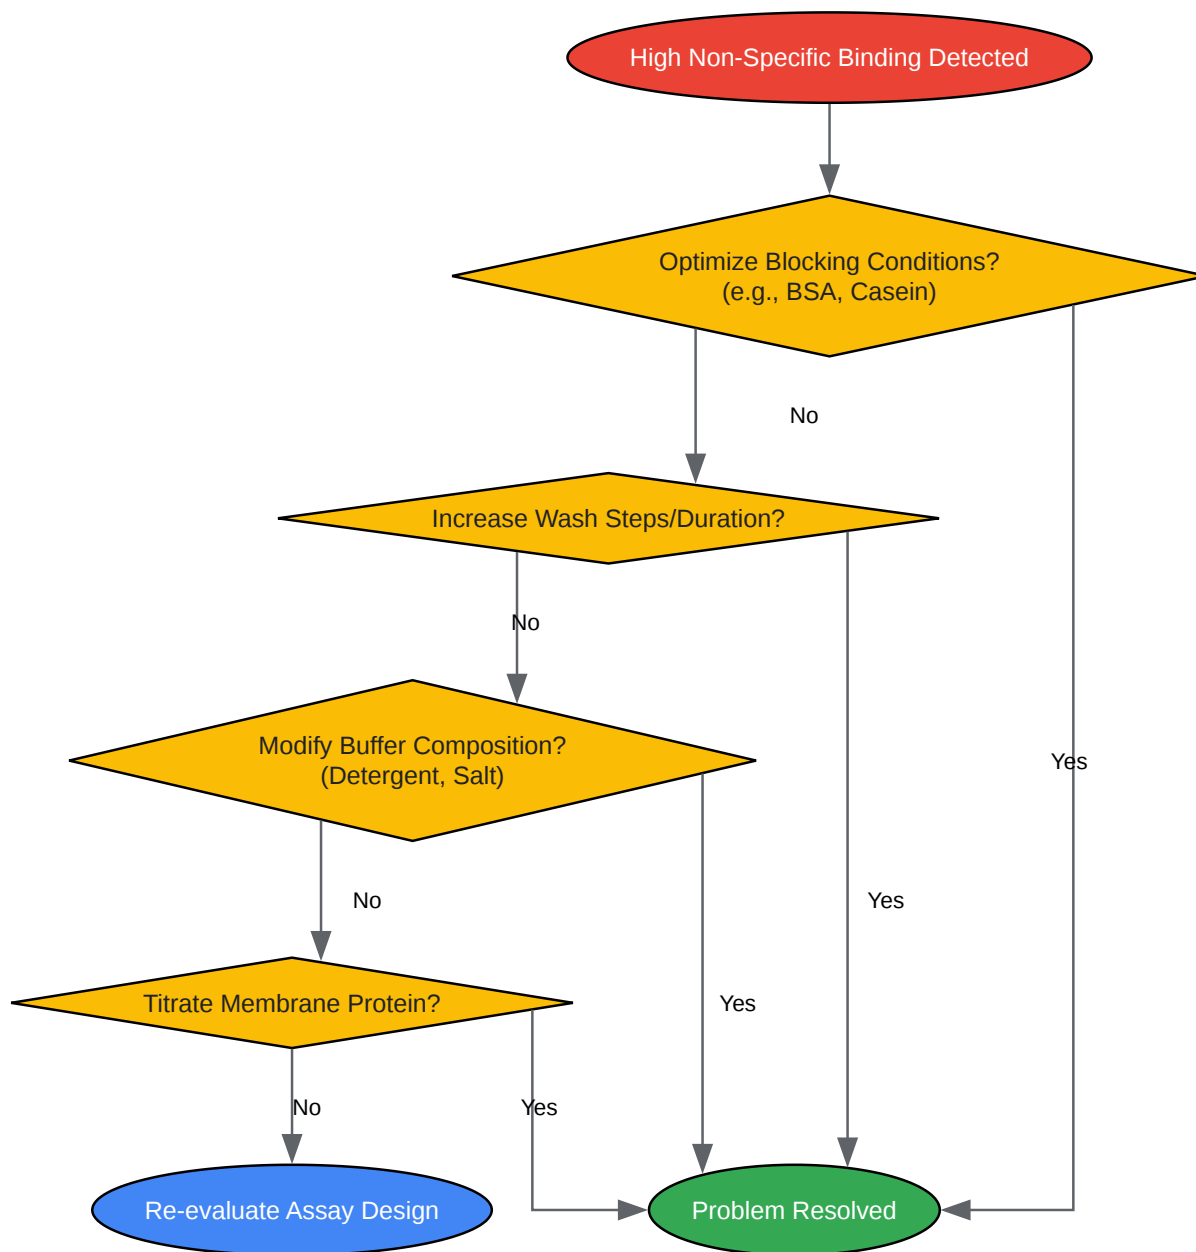 High Non-Specific Binding Detected
Optimize Blocking Conditions?
(e.g., BSA, Casein)
No
Increase Wash Steps/Duration?
No
Modify Buffer Composition?
(Detergent, Salt)
Yes
No
Yes
Titrate Membrane Protein?
Yes
No
Yes
Re-evaluate Assay Design
Problem Resolved